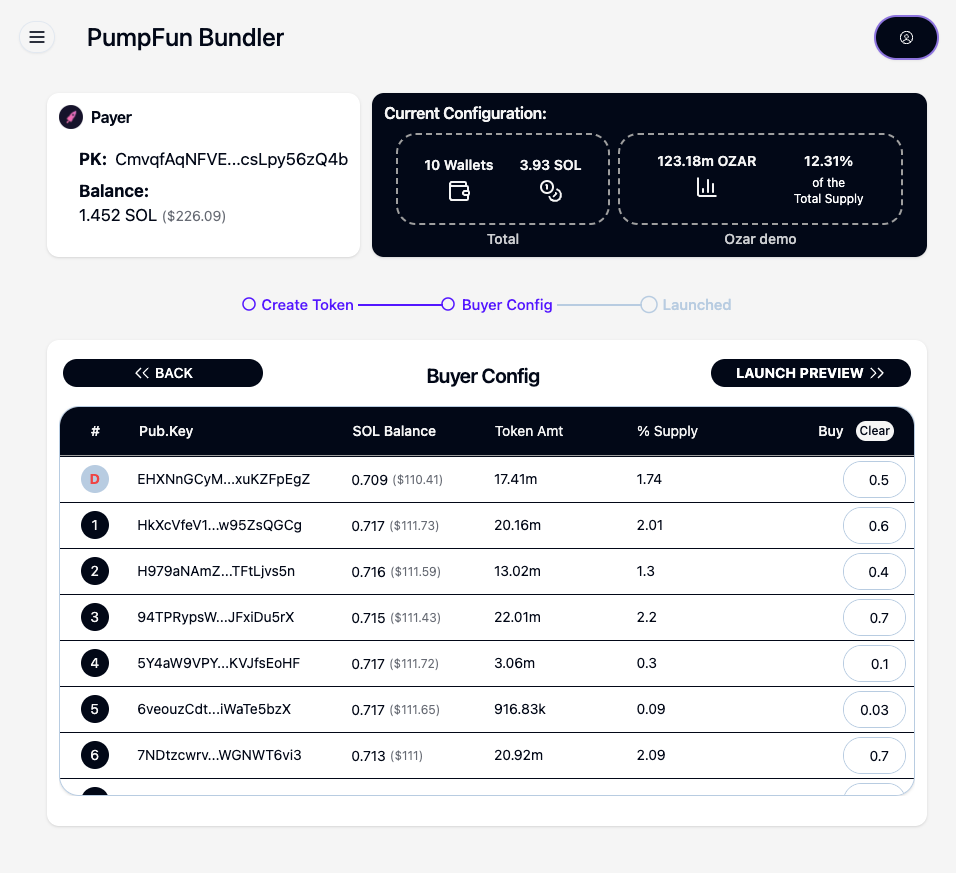 PumpFun Bundler
Payer
PK: CmvqfAqNFVE...csLpy56zQ4b
Balance:
1.452 SOL ($226.09)
Current Configuration:
10 Wallets 3.93 SOL
Total
123.18m OZAR 12.31%
of the
Total Supply
Ozar demo
Create Token Buyer Config Launched
BACK Buyer Config LAUNCH PREVIEW
# Pub.Key SOL Balance Token Amt % Supply Buy Clear
D EHXNnGCyM...xuKZFpEgZ 0.709 ($110.41) 17.41m 1.74 0.5
1 HkXcVfeV1...w95ZsQGCg 0.717 ($111.73) 20.16m 2.01 0.6
2 H979aNAmZ...TFtLjvs5n 0.716 ($111.59) 13.02m 1.3 0.4
3 94TPRypsW...JFxiDu5rX 0.715 ($111.43) 22.01m 2.2 0.7
4 5Y4aW9VPY...KVJfsEoHF 0.717 ($111.72) 3.06m 0.3 0.1
5 6veouzCdt...iWaTe5bzX 0.717 ($111.65) 916.83k 0.09 0.03
6 7NDtzcwrv...WGNWT6vi3 0.713 ($111) 20.92m 2.09 0.7